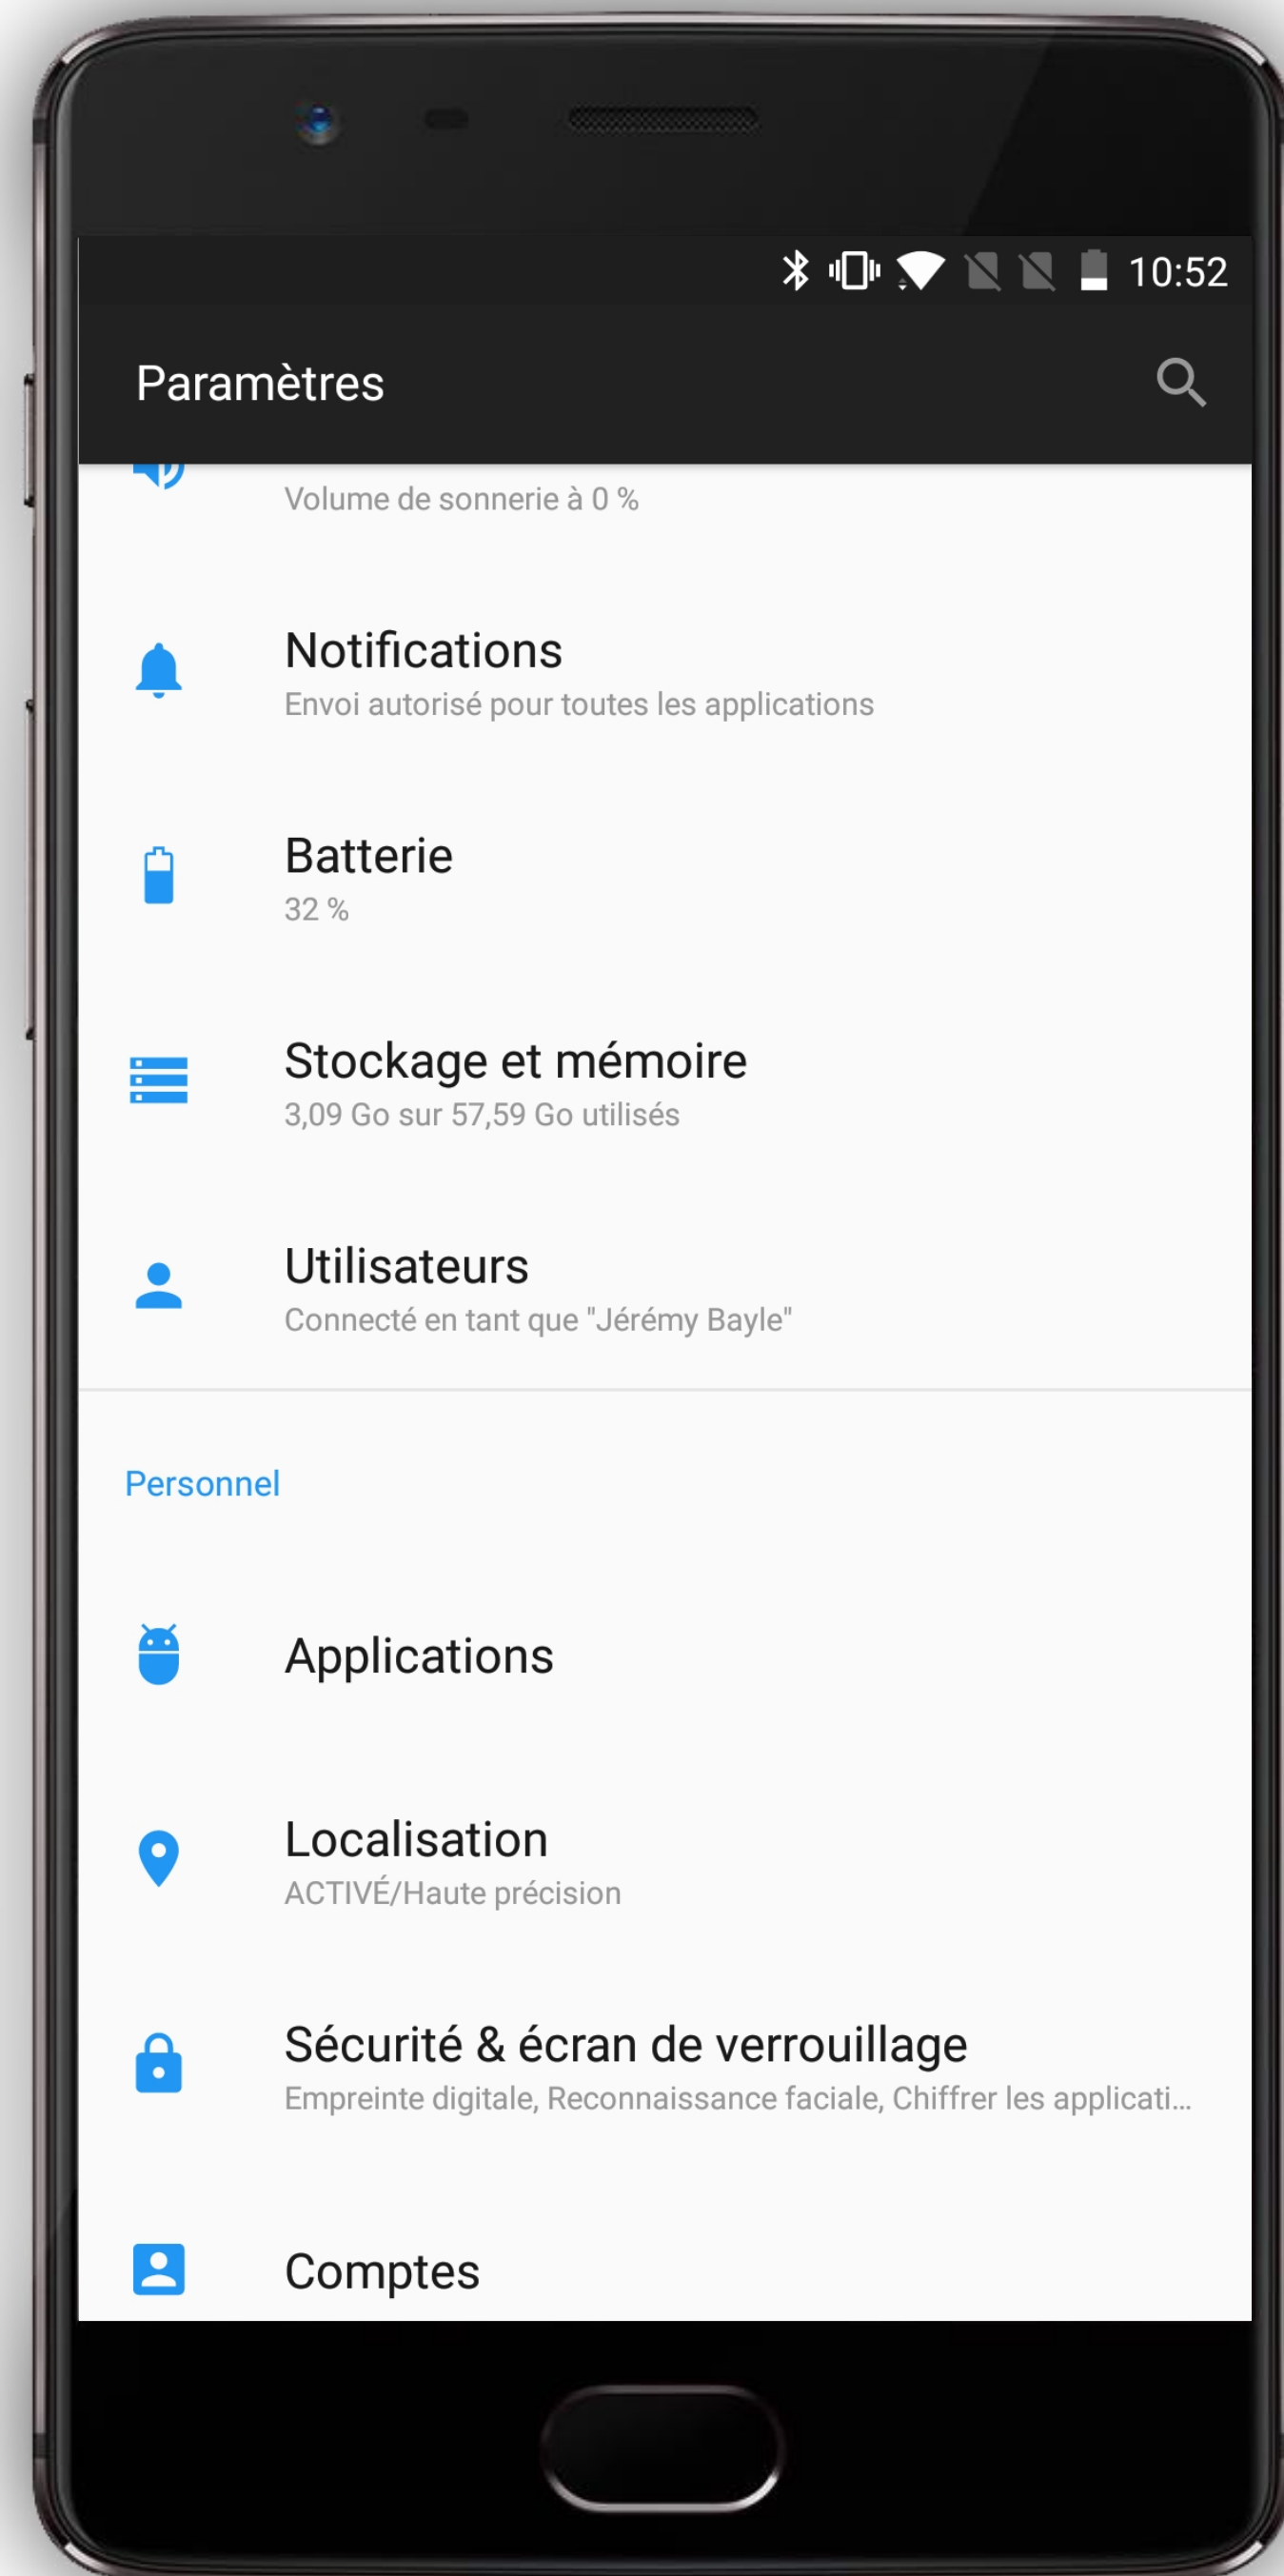 10:52
Paramètres
Volume de sonnerie à 0 %
Notifications
Envoi autorisé pour toutes les applications
Batterie
32 %
Stockage et mémoire
3,09 Go sur 57,59 Go utilisés
Utilisateurs
Connecté en tant que "Jérémy Bayle"
Personnel
Applications
Localisation
ACTIVÉ/Haute précision
Sécurité & écran de verrouillage
Empreinte digitale, Reconnaissance faciale, Chiffrer les applicati...
Comptes